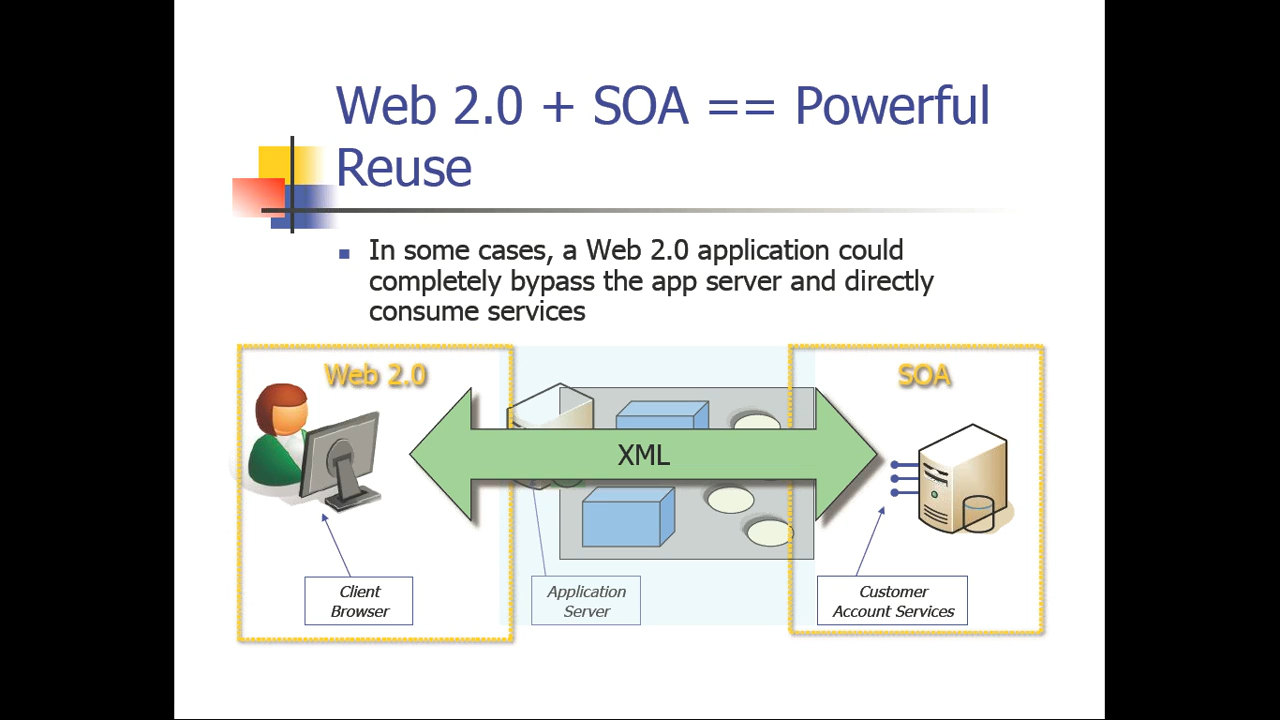 Web 2.0 + SOA == Powerful
Reuse
In some cases, a Web 2.0 application could
completely bypass the app server and directly
consume services
Web 2.0
SOA
XML
Client
Browser
Application
Server
Customer
Account Services